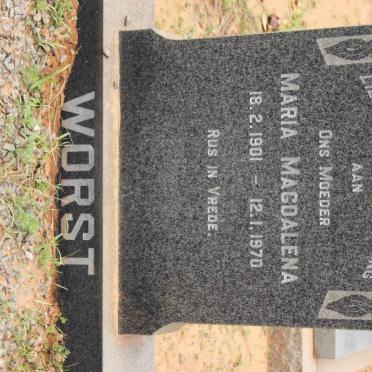 AAN
ONS MOEDER
MARIA MAGDALENA
18.2.1901 — 12.1.1970
RUS IN VREDE.
WORST